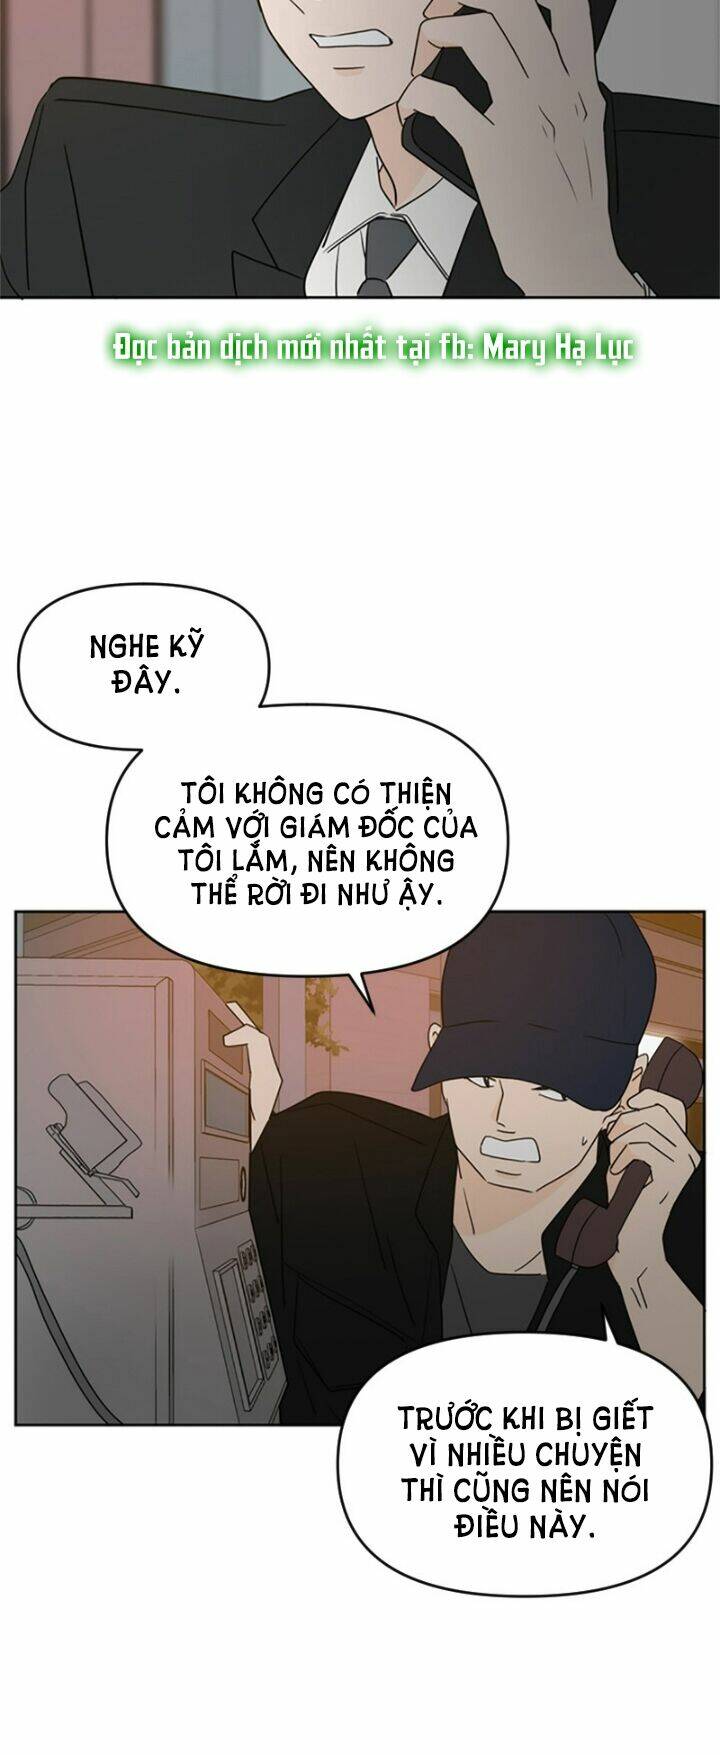 Đọc bản dịch mới nhất tại fb: Mary Hạ Lục
NGHE KỸ
ĐÂY.
TÔI KHÔNG CÓ THIỆN
CẢM VỚI GIÁM ĐỐC CỦA
TÔI LẮM, NÊN KHÔNG
THỂ RỜI ĐI NHƯ ẬY.
TRƯỚC KHI BỊ GIẾT
VÌ NHIỀU CHUYỆN
THÌ CŨNG NÊN NÓI
ĐIỀU NÀY.